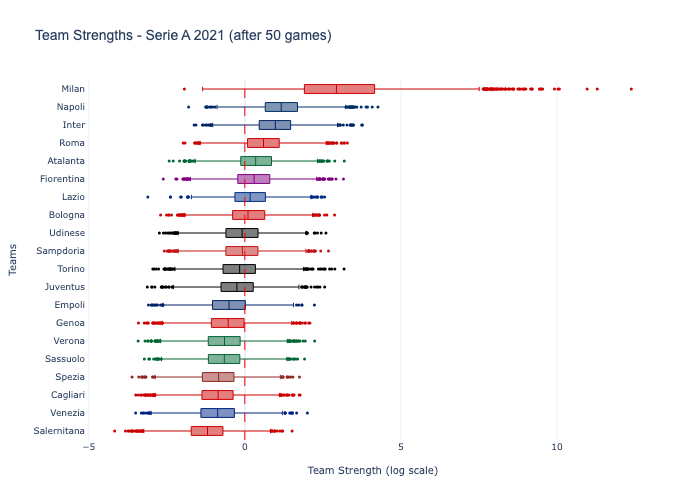 Team Strengths - Serie A 2021 (after 50 games)
Milan
Napoli
Inter
Roma
Atalanta
Fiorentina
Lazio
Bologna
Udinese
Sampdoria
Torino
Juventus
Empoli
Genoa
Verona
Sassuolo
Spezia
Cagliari
Venezia
Salernitana
Teams
−5
0
5
10
Team Strength (log scale)